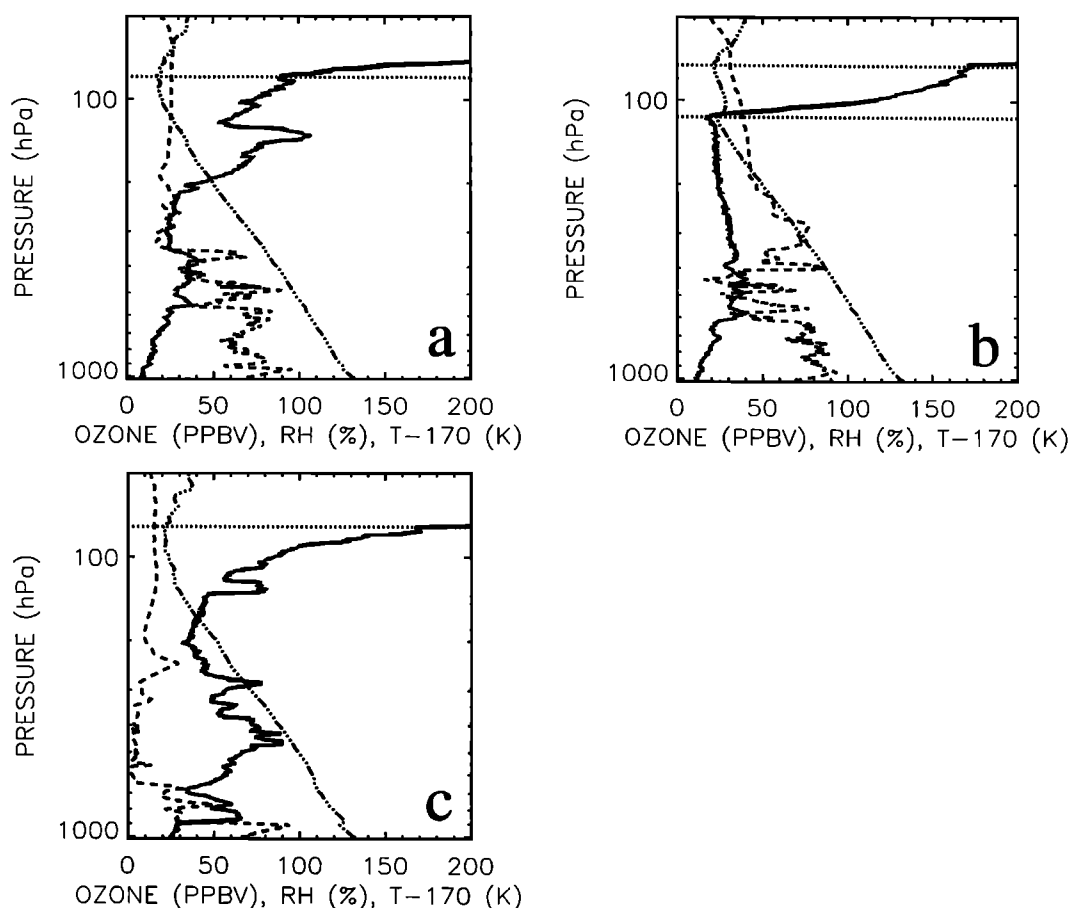 PRESSURE (hPa)
100
1000
a
0 50 100 150 200
OZONE (PPBV), RH (%), T-170 (K)
PRESSURE (hPa)
100
1000
b
0 50 100 150 200
OZONE (PPBV), RH (%), T-170 (K)
PRESSURE (hPa)
100
1000
c
0 50 100 150 200
OZONE (PPBV), RH (%), T-170 (K)